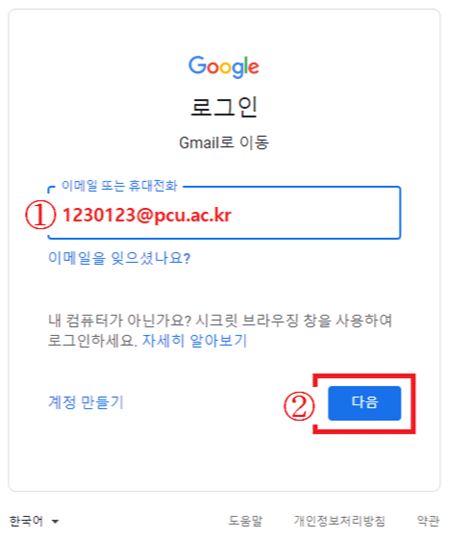 Google
로그인
Gmail로 이동
이메일 또는 휴대전화
① 1230123@pcu.ac.kr
이메일을 잊으셨나요?
내 컴퓨터가 아닌가요? 시크릿 브라우징 창을 사용하여
로그인하세요. 자세히 알아보기
계정 만들기 ② 다음
한국어 도움말 개인정보처리방침 약관